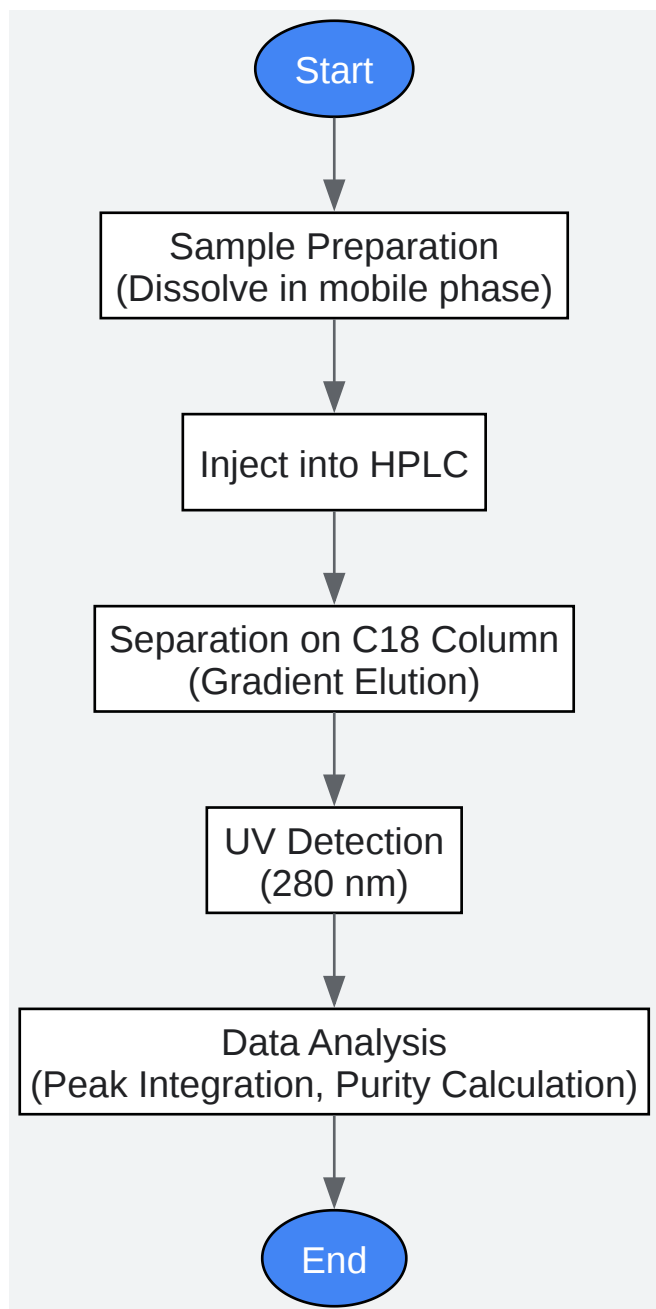 Start
Sample Preparation
(Dissolve in mobile phase)
Inject into HPLC
Separation on C18 Column
(Gradient Elution)
UV Detection
(280 nm)
Data Analysis
(Peak Integration, Purity Calculation)
End